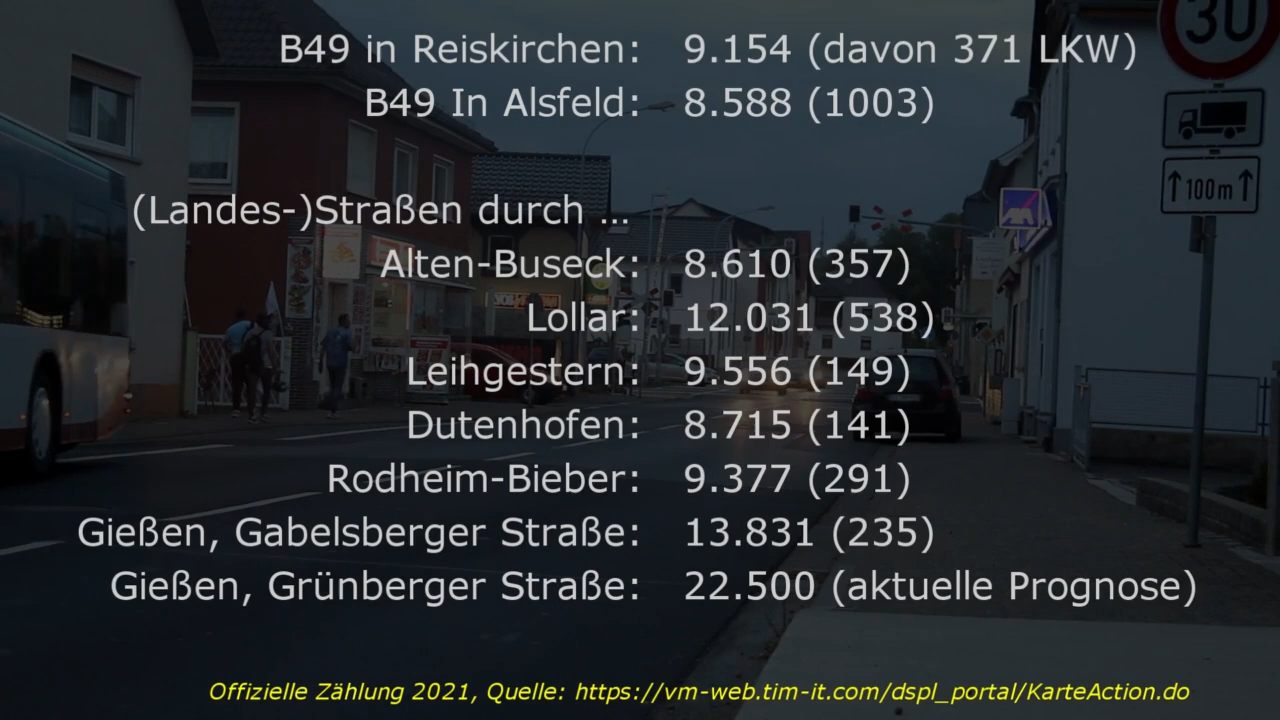 B49 in Reiskirchen: 9.154 (davon 371 LKW)
B49 In Alsfeld: 8.588 (1003)
(Landes-)Straßen durch ...
Alten-Buseck: 8.610 (357)
Lollar: 12.031 (538)
Leihgestern: 9.556 (149)
Dutenhofen: 8.715 (141)
Rodheim-Bieber: 9.377 (291)
Gießen, Gabelsberger Straße: 13.831 (235)
Gießen, Grünberger Straße: 22.500 (aktuelle Prognose)
Offizielle Zählung 2021, Quelle: https://vm-web.tim-it.com/dspl_portal/KarteAction.do
30
100m